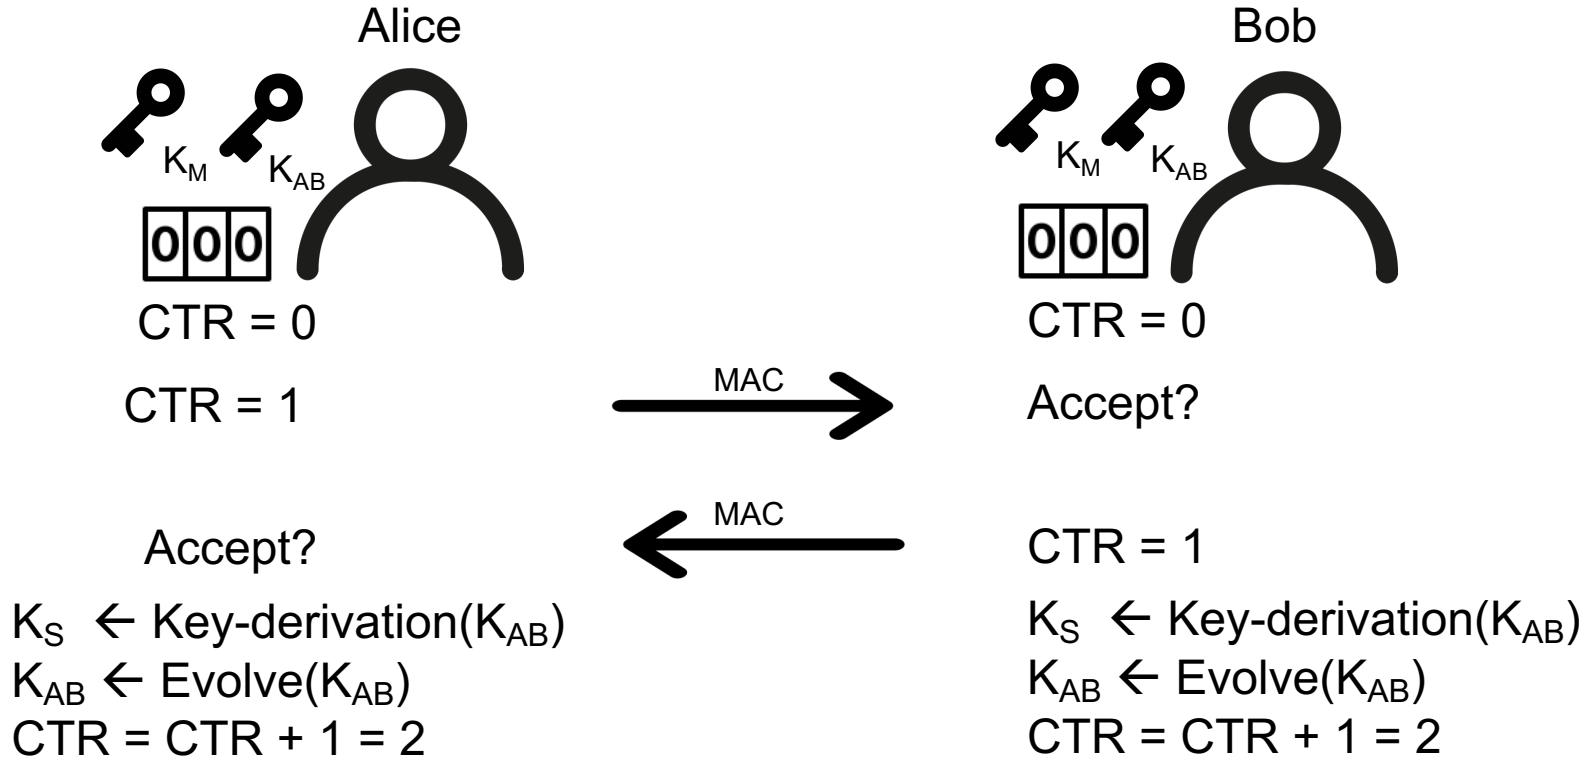 Alice
Bob
K_M K_AB
K_M K_AB
000
000
CTR = 0
CTR = 0
CTR = 1
MAC
Accept?
Accept?
MAC
CTR = 1
K_S ← Key-derivation(K_AB)
K_S ← Key-derivation(K_AB)
K_AB ← Evolve(K_AB)
K_AB ← Evolve(K_AB)
CTR = CTR + 1 = 2
CTR = CTR + 1 = 2